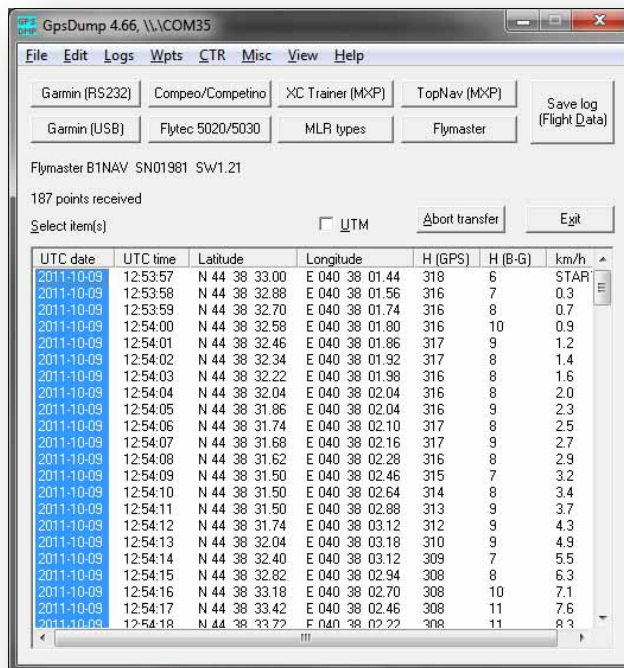 GPS DMP GpsDump 4.66, \\.\COM35
File Edit Logs Wpts CTR Misc View Help
Garmin (RS232) Compeo/Competino XC Trainer (MXP) TopNav (MXP) Save log (Flight Data)
Garmin (USB) Flytec 5020/5030 MLR types Flymaster
Flymaster B1NAV SN01981 SW1.21
187 points received
Select item(s) UTM Abort transfer Exit
UTC date UTC time Latitude Longitude H (GPS) H (B-G) km/h
2011-10-09 12:53:57 N 44 38 33.00 E 040 38 01.44 318 6 START
2011-10-09 12:53:58 N 44 38 32.88 E 040 38 01.56 316 7 0.3
2011-10-09 12:53:59 N 44 38 32.70 E 040 38 01.74 316 8 0.7
2011-10-09 12:54:00 N 44 38 32.58 E 040 38 01.80 316 10 0.9
2011-10-09 12:54:01 N 44 38 32.46 E 040 38 01.86 317 9 1.2
2011-10-09 12:54:02 N 44 38 32.34 E 040 38 01.92 317 8 1.4
2011-10-09 12:54:03 N 44 38 32.22 E 040 38 01.98 316 8 1.6
2011-10-09 12:54:04 N 44 38 32.04 E 040 38 02.04 316 8 2.0
2011-10-09 12:54:05 N 44 38 31.86 E 040 38 02.04 316 9 2.3
2011-10-09 12:54:06 N 44 38 31.74 E 040 38 02.10 317 8 2.5
2011-10-09 12:54:07 N 44 38 31.68 E 040 38 02.16 317 9 2.7
2011-10-09 12:54:08 N 44 38 31.62 E 040 38 02.28 316 8 2.9
2011-10-09 12:54:09 N 44 38 31.50 E 040 38 02.46 315 7 3.2
2011-10-09 12:54:10 N 44 38 31.50 E 040 38 02.64 314 8 3.4
2011-10-09 12:54:11 N 44 38 31.50 E 040 38 02.88 313 9 3.7
2011-10-09 12:54:12 N 44 38 31.74 E 040 38 03.12 312 9 4.3
2011-10-09 12:54:13 N 44 38 32.04 E 040 38 03.18 310 9 4.9
2011-10-09 12:54:14 N 44 38 32.40 E 040 38 03.12 309 7 5.5
2011-10-09 12:54:15 N 44 38 32.82 E 040 38 02.94 308 8 6.3
2011-10-09 12:54:16 N 44 38 33.18 E 040 38 02.70 308 10 7.1
2011-10-09 12:54:17 N 44 38 33.42 E 040 38 02.46 308 11 7.6
2011-10-09 12:54:18 N 44 38 33.72 E 040 38 02.22 308 11 8.3